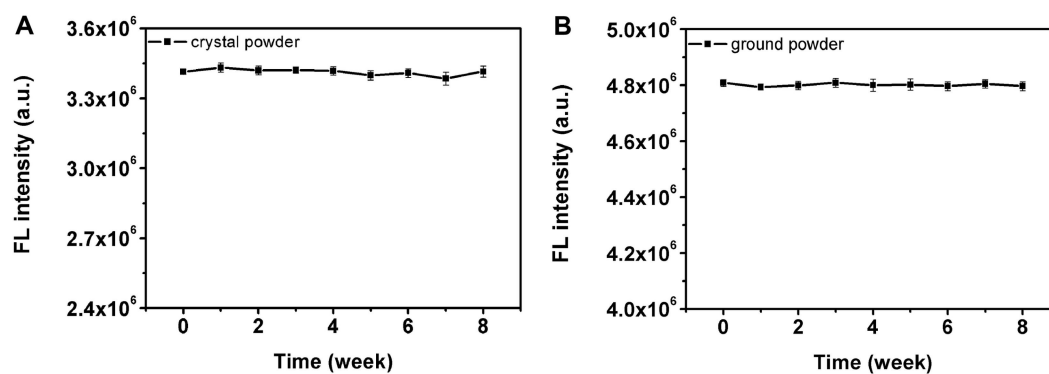 A
FL intensity (a.u.)
3.6x10⁶
3.3x10⁶
3.0x10⁶
2.7x10⁶
2.4x10⁶
crystal powder
0 2 4 6 8
Time (week)
B
FL intensity (a.u.)
5.0x10⁶
4.8x10⁶
4.6x10⁶
4.4x10⁶
4.2x10⁶
4.0x10⁶
ground powder
0 2 4 6 8
Time (week)